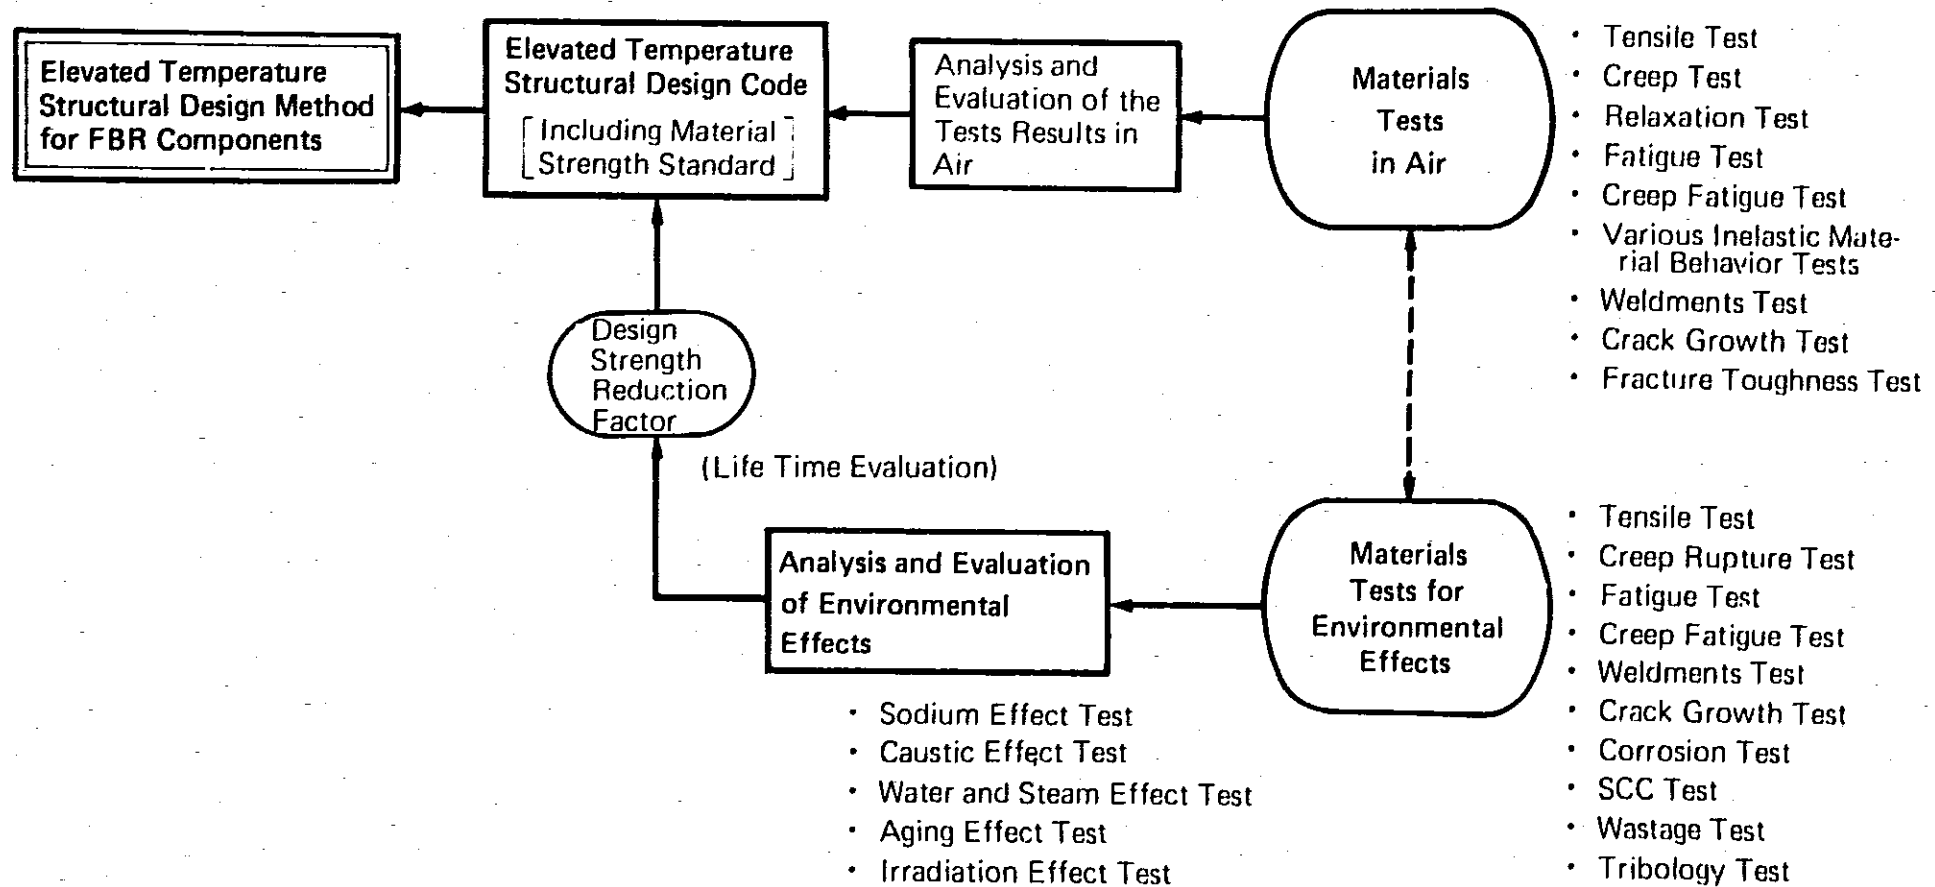 Elevated Temperature
Structural Design Method
for FBR Components
Elevated Temperature
Structural Design Code
[Including Material
Strength Standard]
Analysis and
Evaluation of the
Tests Results in
Air
Materials
Tests
in Air
· Tensile Test
· Creep Test
· Relaxation Test
· Fatigue Test
· Creep Fatigue Test
· Various Inelastic Mate-
rial Behavior Tests
· Weldments Test
· Crack Growth Test
· Fracture Toughness Test
Design
Strength
Reduction
Factor
(Life Time Evaluation)
Analysis and Evaluation
of Environmental
Effects
· Sodium Effect Test
· Caustic Effect Test
· Water and Steam Effect Test
· Aging Effect Test
· Irradiation Effect Test
Materials
Tests for
Environmental
Effects
· Tensile Test
· Creep Rupture Test
· Fatigue Test
· Creep Fatigue Test
· Weldments Test
· Crack Growth Test
· Corrosion Test
· SCC Test
· Wastage Test
· Tribology Test